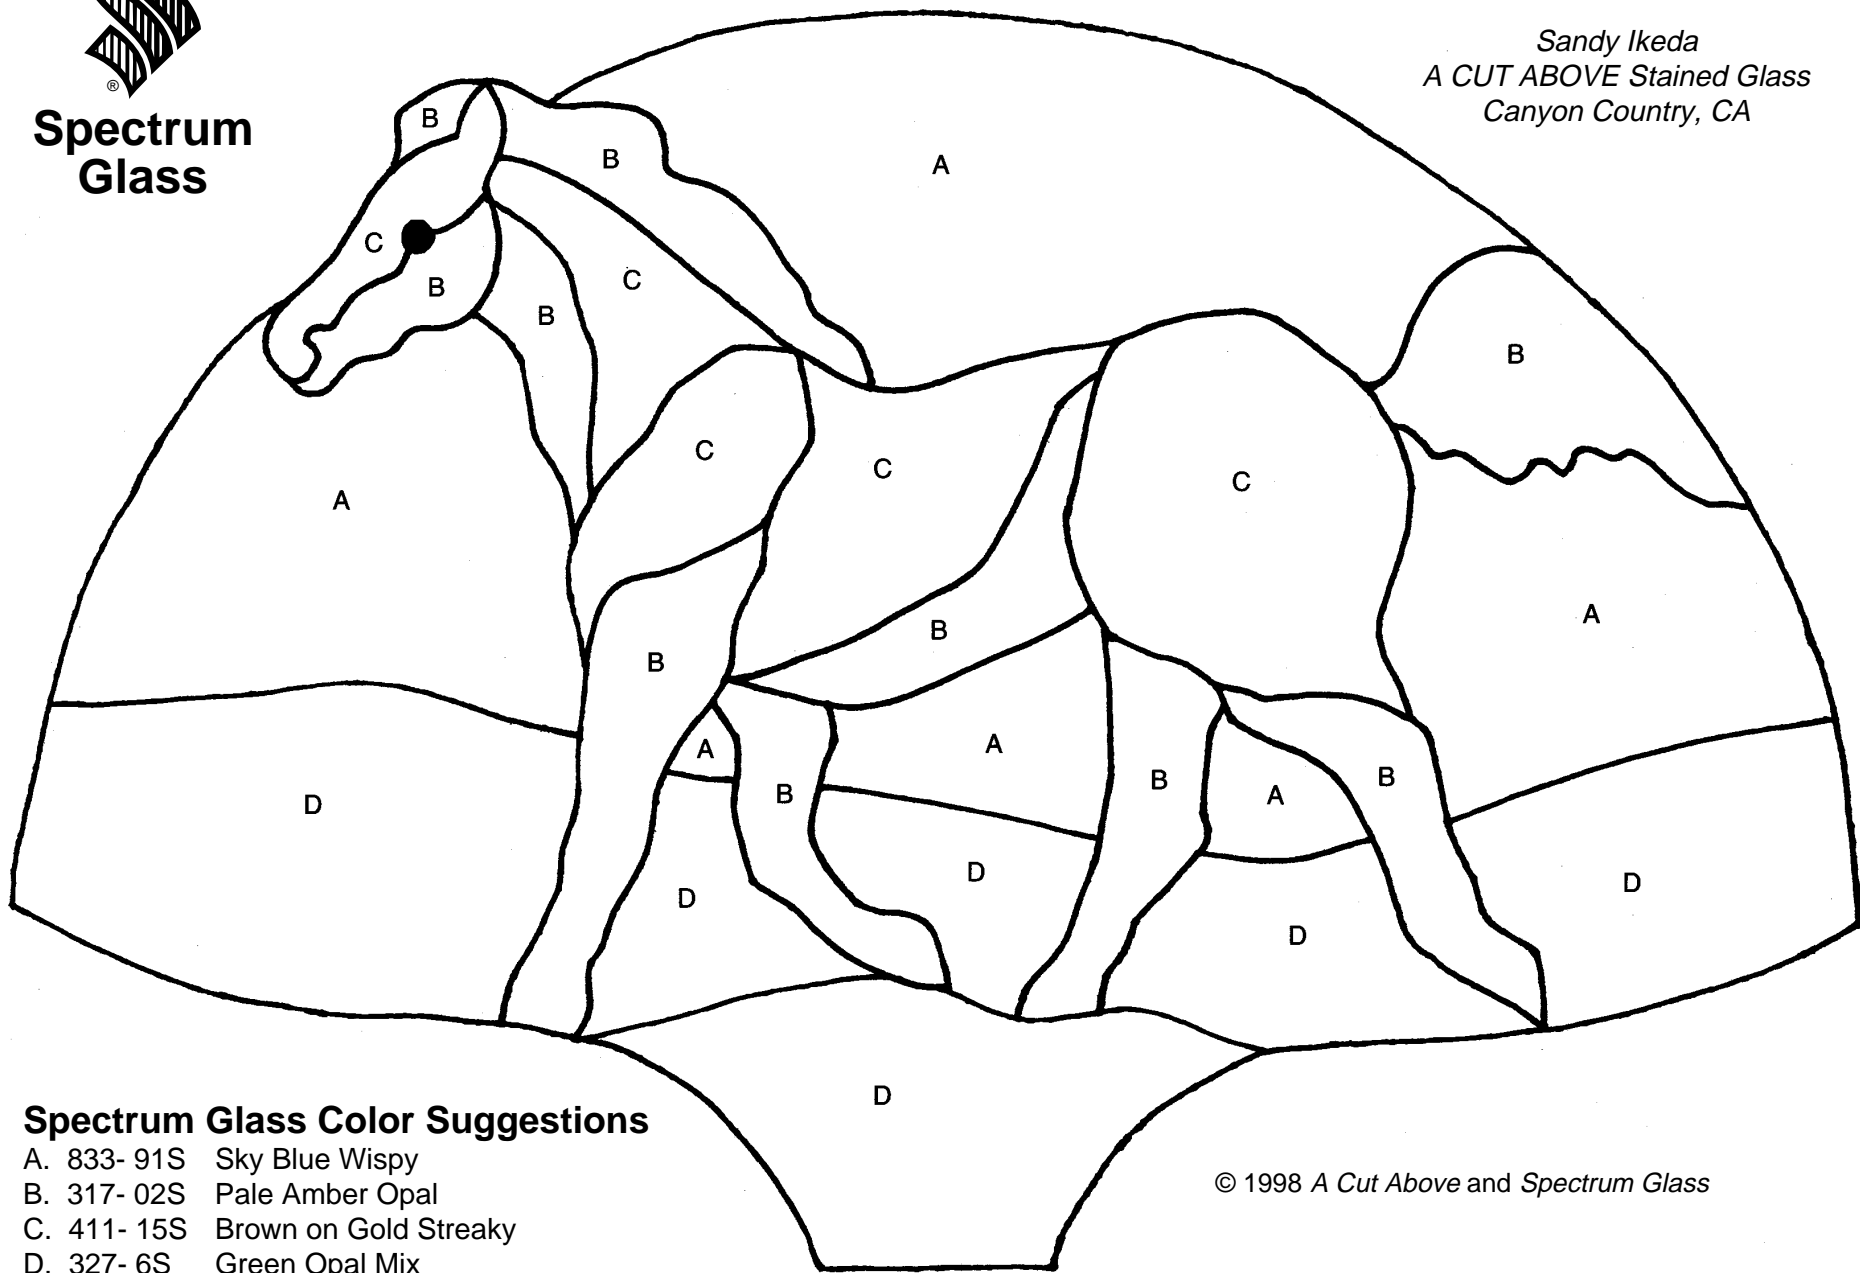 ®
Spectrum
Glass
Sandy Ikeda
A CUT ABOVE Stained Glass
Canyon Country, CA
B
B
A
C
B
C
B
B
C
C
A
C
B
A
B
B
A
A
B
B
A
B
D
D
D
D
D
D
Spectrum Glass Color Suggestions
A. 833- 91S Sky Blue Wispy
B. 317- 02S Pale Amber Opal
C. 411- 15S Brown on Gold Streaky
D. 327- 6S Green Opal Mix
© 1998 A Cut Above and Spectrum Glass